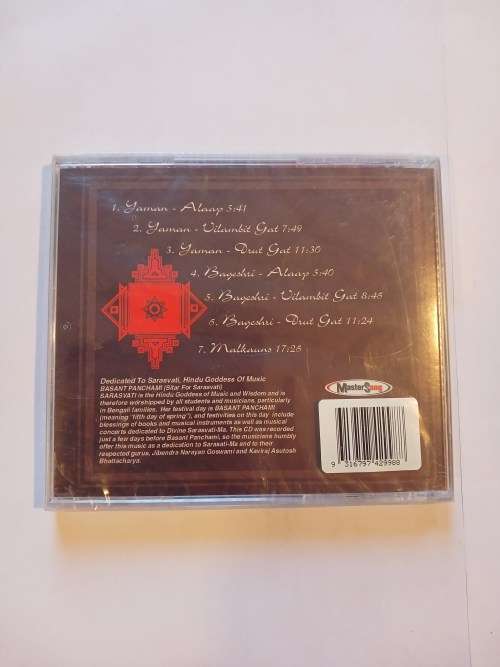 1. Yaman - Alaap 5:41
2. Yaman - Vilambit Gat 7:49
3. Yaman - Drut Gat 11:30
4. Bageshri - Alaap 5:40
5. Bageshri - Vilambit Gat 8:45
6. Bageshri - Drut Gat 11:24
7. Malkauns 17:25
Dedicated To Sarasvati, Hindu Goddess Of Muxic
BASANT PANCHAMI (Sitar For Sarasvati)
SARASVATI is the Hindu Goddess of Music and Wisdom and is
therefore worshipped by all students and musicians, particularly
in Bengali families. Her festival day is BASANT PANCHAMI
(meaning "fifth day of spring"), and festivities on this day include
blessings of books and musical instruments as well as musical
concerts dedicated to Divine Sarasvati-Ma. This CD was recorded
just a few days before Basant Panchami, so the musicians humbly
offer this music as a dedication to Sarasvati-Ma and to their
respected gurus, Jibendra Narayan Goswami and Kaviraj Asutosh
Bhattacharya.
MasterSong
9 316797 429988